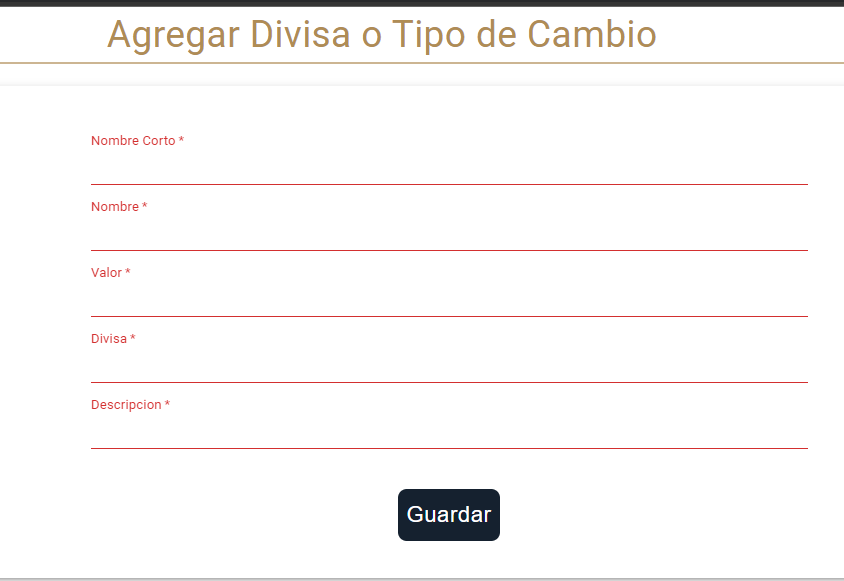 Agregar Divisa o Tipo de Cambio
Nombre Corto *
Nombre *
Valor *
Divisa *
Descripcion *
Guardar